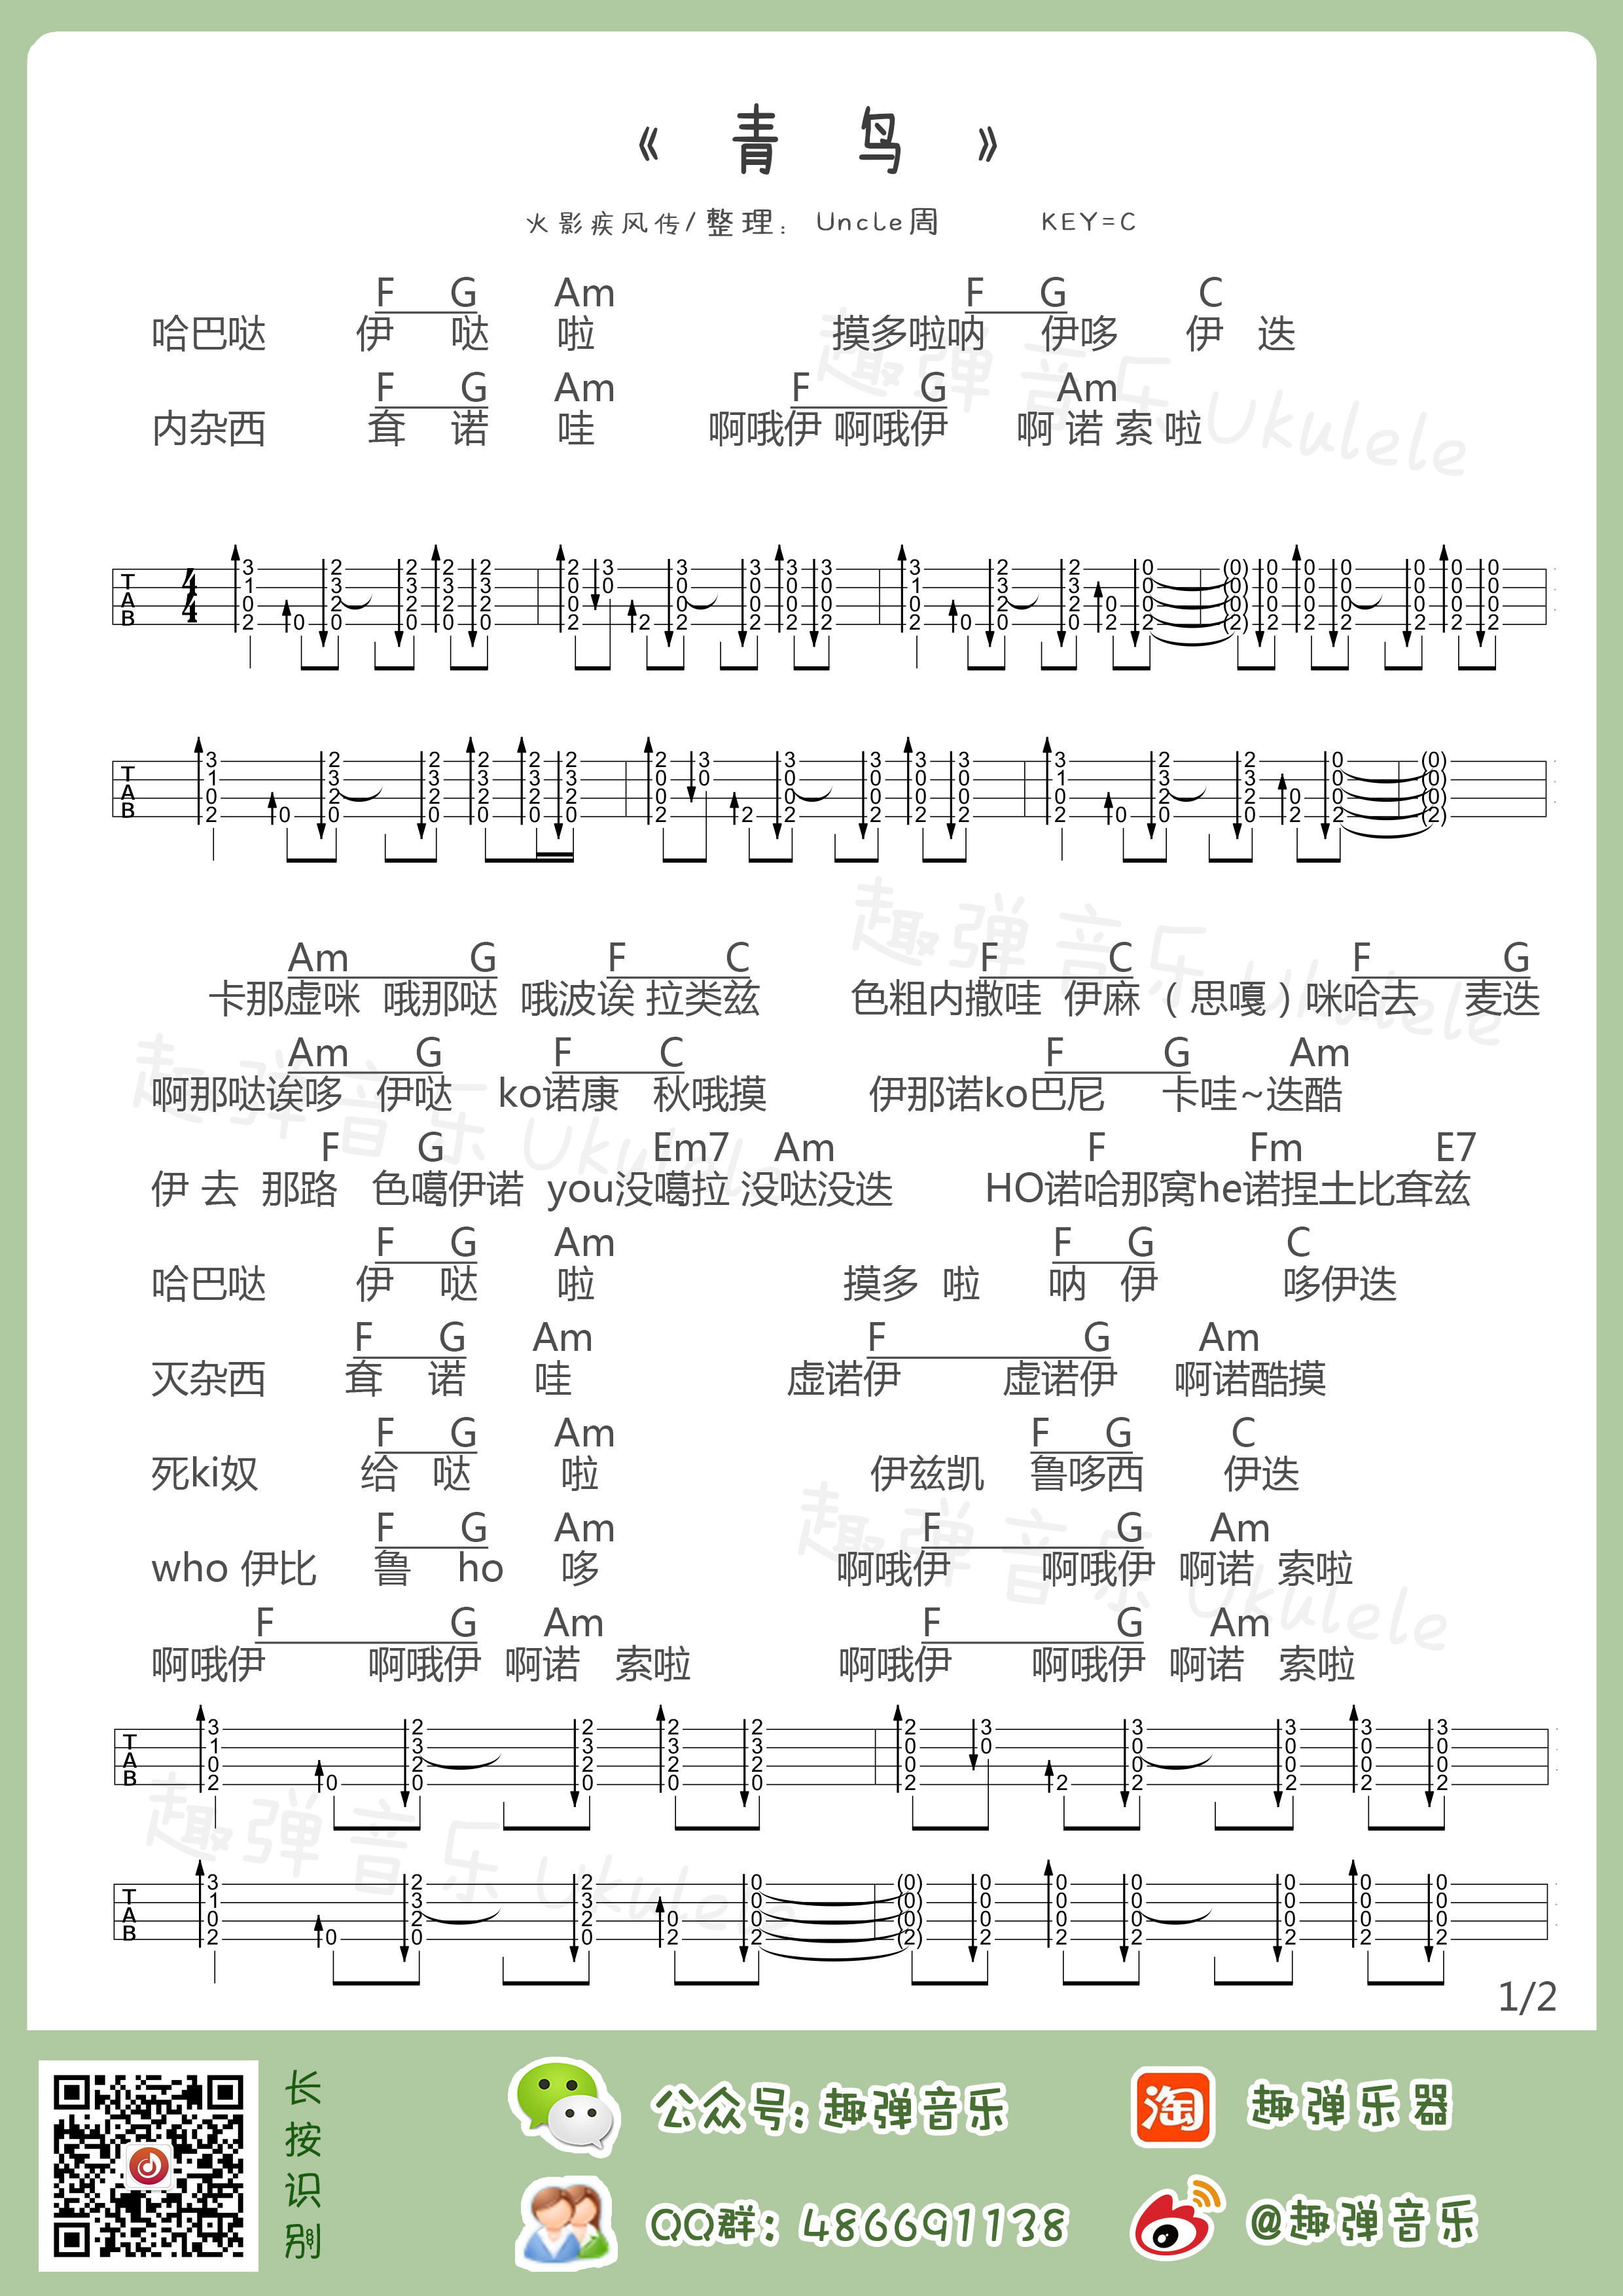 《 青 鸟 》
火影疾风传/整理： Uncle周 KEY=C
F G Am F G C
哈巴哒 伊 哒 啦 摸多啦呐 伊哆 伊 迭
F G Am F G Am
内杂西 耷 诺 哇 啊哦伊 啊哦伊 啊 诺 索 啦
Am G F C F C F G
卡那虚咪 哦那哒 哦波诶 拉类兹 色粗内撒哇 伊麻 （思嘎）咪哈去 麦迭
Am G F C F G Am
啊那哒诶哆 伊哒 ko诺康 秋哦摸 伊那诺ko巴尼 卡哇~迭酷
F G Em7 Am F Fm E7
伊 去 那路 色噶伊诺 you没噶拉 没哒没迭 HO诺哈那窝he诺捏土比耷兹
F G Am F G C
哈巴哒 伊 哒 啦 摸多 啦 呐 伊 哆伊迭
F G Am F G Am
灭杂西 耷 诺 哇 虚诺伊 虚诺伊 啊诺酷摸
F G Am F G C
死ki奴 给 哒 啦 伊兹凯 鲁哆西 伊迭
F G Am F G Am
who 伊比 鲁 ho 哆 啊哦伊 啊哦伊 啊诺 索啦
F G Am F G Am
啊哦伊 啊哦伊 啊诺 索啦 啊哦伊 啊哦伊 啊诺 索啦
1/2
长按识别
公众号: 趣弹音乐
趣弹乐器
QQ群: 486691138
@趣弹音乐
淘
趣弹音乐 Ukulele